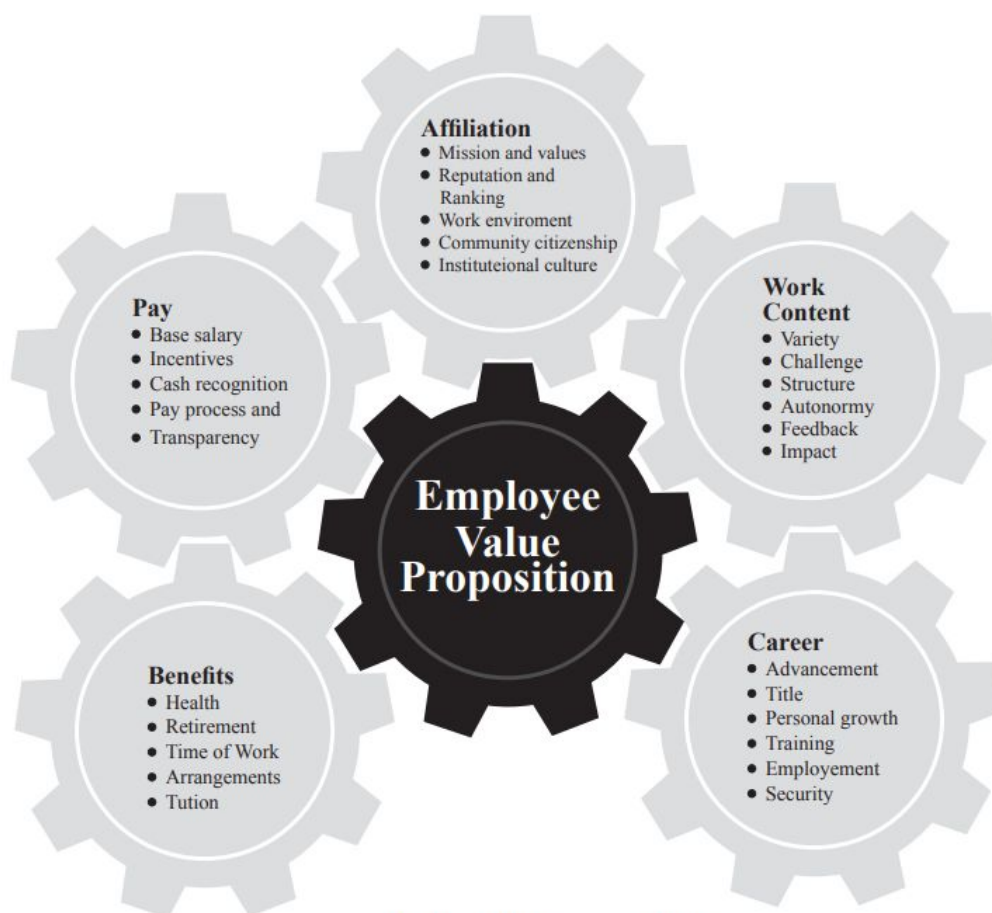 Affiliation
● Mission and values
● Reputation and
Ranking
● Work enviroment
● Community citizenship
● Instituteional culture
Pay
● Base salary
● Incentives
● Cash recognition
● Pay process and
● Transparency
Work
Content
● Variety
● Challenge
● Structure
● Autonormy
● Feedback
● Impact
Employee
Value
Proposition
Benefits
● Health
● Retirement
● Time of Work
● Arrangements
● Tution
Career
● Advancement
● Title
● Personal growth
● Training
● Employement
● Security